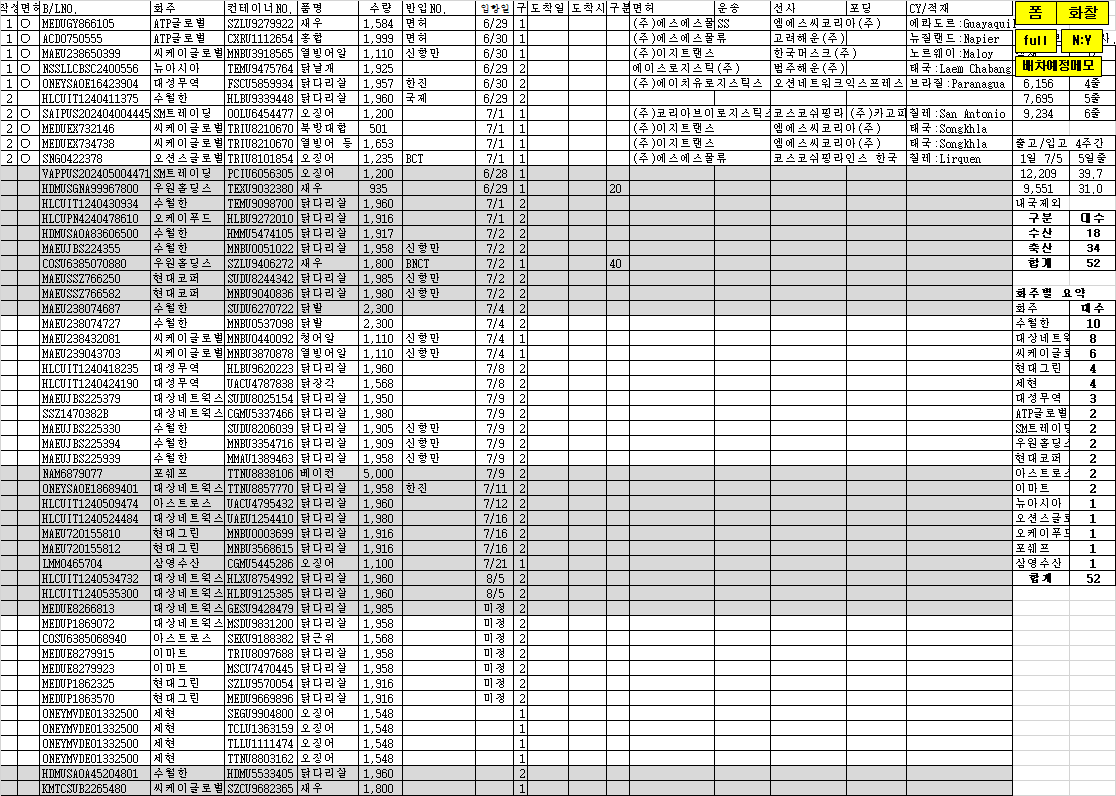 작성 면허 B/LNO. 화주 컨테이너NO. 품명 수량 반입NO. 입항일 구 도착일 도착시 구분 면허 운송 선사 포딩 CY/적재 폼 화찰
1 ○ MEDUGY866105 ATP글로벌 SZLU9279922 새우 1,584 면허 6/29 1 (주)에스에스물 SS 엠에스씨코리아(주) 에콰도르:Guayaquil
1 ○ ACD0750555 ATP글로벌 CXRU1112654 홍합 1,999 면허 6/30 1 (주)에스에스물류 고려해운(주) 뉴질랜드:Napier full N:Y
1 ○ MAEU238650399 씨케이글로벌 MNBU3918565 열빙어알 1,110 신항만 6/30 1 (주)이지트랜스 한국머스크(주) 노르웨이:Maloy
1 ○ NSSLLCBSC2400556 뉴아시아 TEMU9475764 닭날개 1,925 6/29 2 에이스로지스틱(주) 범주해운(주) 태국:Laem Chabang 배차예정메모
1 ○ ONEYSAOE16423904 대성무역 FSCU5859934 닭다리살 1,960 한진 6/30 2 (주)에이치유로지스틱스 오션네트워크익스프레스 브라질:Paranagua 6,156 4줄
2 HLCUIT1240411375 수월한 HLBU9339448 닭다리살 1,960 국제 6/29 2 7,695 5줄
2 ○ SAIPUS202404004445 SM트레이딩 OOLU6454477 오징어 1,200 7/1 1 (주)코리아브이로지스틱스 코스코쉬핑라 (주)카고피 칠레:San Antonio 9,234 6줄
2 ○ MEDUEX732146 씨케이글로벌 TRIU8210670 북방대합 501 7/1 1 (주)이지트랜스 엠에스씨코리아(주) 태국:Songkhla
2 ○ MEDUEX734738 씨케이글로벌 TRIU8210670 열빙어 등 1,653 7/1 1 (주)이지트랜스 엠에스씨코리아(주) 태국:Songkhla 출고/입고 4주간
2 ○ SNGO422378 오션스글로벌 TRIU8101854 오징어 1,235 BCT 7/1 1 (주)에스에스물류 코스코쉬핑라인스 한국 칠레:Lirquen 1일 7/5 5일출
VAPPUS202405004471 SM트레이딩 PCIU6056305 오징어 1,200 6/28 1 12,209 39.7
HDMUSGNA99967800 우원홀딩스 TEXU9032380 새우 935 6/29 1 20 9,551 31.0
HLCUIT1240430934 수월한 TEMU9098700 닭다리살 1,960 7/1 2 내국제외
HLCUPN4240478610 오케이푸드 HLBU9272010 닭다리살 1,916 7/1 2 구분 대수
HDMUSAOA83606500 수월한 HMMU5474105 닭다리살 1,917 7/2 2 수산 18
MAEUJBS224355 수월한 MNBU0051022 닭다리살 1,958 신항만 7/2 2 축산 34
COSU6385070880 우원홀딩스 SZLU9406272 새우 1,800 BNCT 7/2 1 40 합계 52
MAEUSSZ766250 현대코퍼 SUDU8244342 닭다리살 1,985 신항만 7/2 2
MAEUSSZ766582 현대코퍼 MNBU9040836 닭다리살 1,980 신항만 7/2 2 화주별 요약
MAEU238074687 수월한 SUDU6270722 닭발 2,300 7/4 2 화주 대수
MAEU238074727 수월한 MNBU0537098 닭발 2,300 7/4 2 수월한 10
MAEU238432081 씨케이글로벌 MNBU0440092 청어알 1,110 신항만 7/4 1 대상네트웍 8
MAEU239043703 씨케이글로벌 MNBU3870878 열빙어알 1,110 신항만 7/4 1 씨케이글로 6
HLCUIT1240418235 대성무역 HLBU9620223 닭다리살 1,960 7/8 2 현대그린 4
HLCUIT1240424190 대성무역 UACU4787838 닭장각 1,568 7/8 2 세현 4
MAEUJBS225379 대상네트웍스 SUDU8025154 닭다리살 1,950 7/9 2 대성무역 3
SSZ1470382B 대상네트웍스 CGMU5337466 닭다리살 1,980 7/9 2 ATP글로벌 2
MAEUJBS225330 수월한 SUDU8206039 닭다리살 1,905 신항만 7/9 2 SM트레이딩 2
MAEUJBS225394 수월한 MNBU3354716 닭다리살 1,909 신항만 7/9 2 우원홀딩스 2
MAEUJBS225939 수월한 MMAU1389463 닭다리살 1,958 신항만 7/9 2 현대코퍼 2
NAM6879077 포쉐프 TTNU8838106 베이컨 5,000 7/9 2 아스트로스 2
ONEYSAOE18689401 대상네트웍스 TTNU8857770 닭다리살 1,958 한진 7/11 2 이마트 2
HLCUIT1240509474 아스트로스 UACU4795432 닭다리살 1,960 7/12 2 뉴아시아 1
HLCUIT1240524484 대상네트웍스 UAEU1254410 닭다리살 1,980 7/16 2 오션스글로 1
MAEU720155810 현대그린 MNBU0003699 닭다리살 1,916 7/16 2 오케이푸드 1
MAEU720155812 현대그린 MNBU3568615 닭다리살 1,916 7/16 2 포쉐프 1
LMM0465704 삼영수산 CGMU5445286 오징어 1,100 7/21 1 삼영수산 1
HLCUIT1240534732 대상네트웍스 HLXU8754992 닭다리살 1,960 8/5 2 합계 52
HLCUIT1240535300 대상네트웍스 HLBU9125385 닭다리살 1,960 8/5 2
MEDUE8266813 대상네트웍스 GESU9428479 닭다리살 1,985 미정 2
MEDUP1869072 대상네트웍스 MSDU9831200 닭다리살 1,958 미정 2
COSU6385068940 아스트로스 SEKU9188382 닭근위 1,568 미정 2
MEDUE8279915 이마트 TRIU8097688 닭다리살 1,958 미정 2
MEDUE8279923 이마트 MSCU7470445 닭다리살 1,958 미정 2
MEDUP1862325 현대그린 SZLU9570054 닭다리살 1,916 미정 2
MEDUP1863570 현대그린 MEDU9669896 닭다리살 1,916 미정 2
ONEYMVDE01332500 세현 SEGU9904800 오징어 1,548 1
ONEYMVDE01332500 세현 TCLU1363159 오징어 1,548 1
ONEYMVDE01332500 세현 TLLU1111474 오징어 1,548 1
ONEYMVDE01332500 세현 TTNU8803162 오징어 1,548 1
HDMUSAOA45204801 수월한 HDMU5533405 닭다리살 1,960 2
KMTCSUB2265480 씨케이글로벌 SZCU9682365 새우 1,800 1